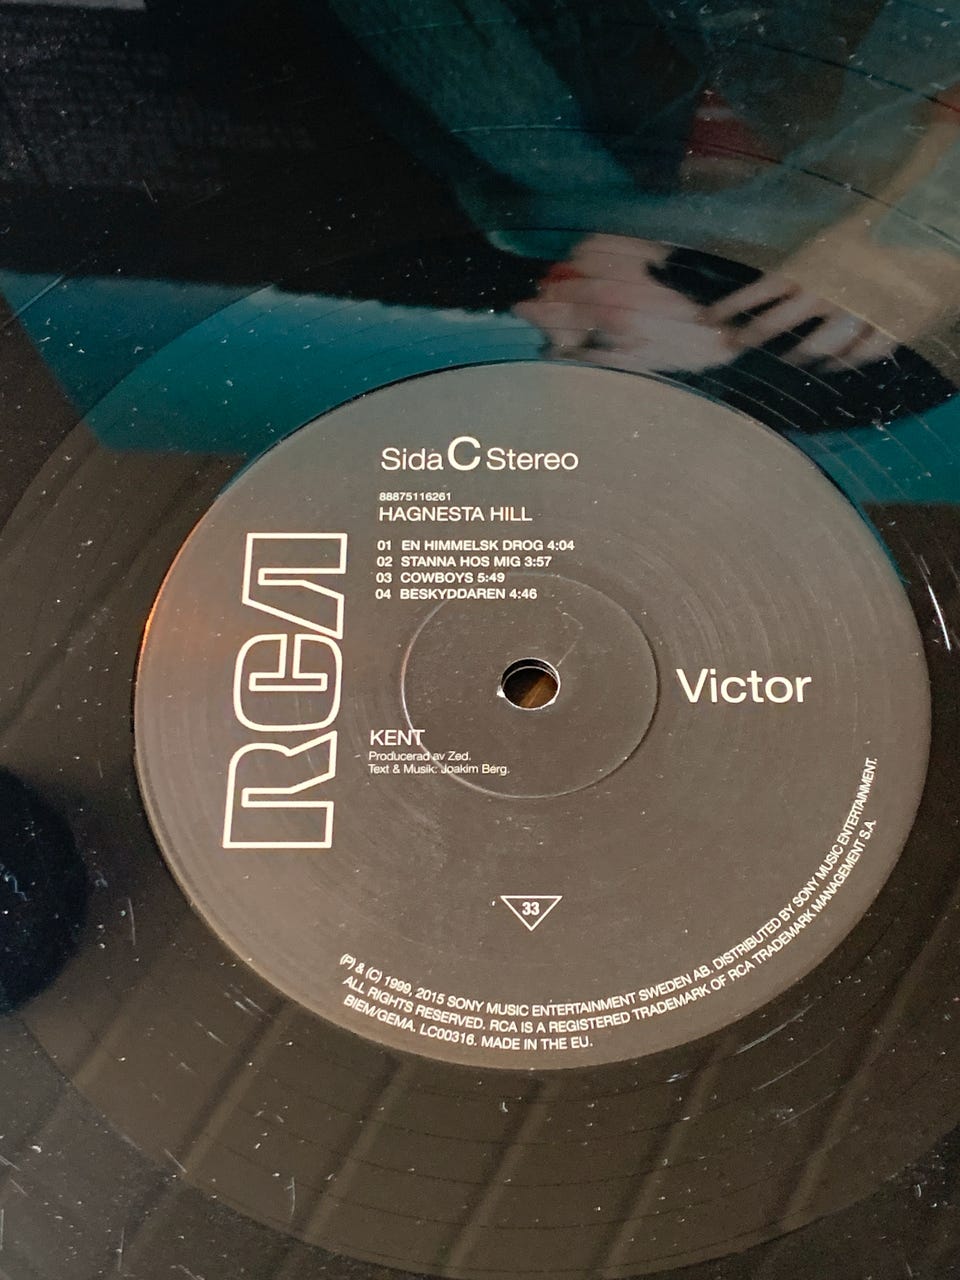 Sida C Stereo
88875116261
HAGNESTA HILL
01 EN HIMMELSK DROG 4:04
02 STANNA HOS MIG 3:57
03 COWBOYS 5:49
04 BESKYDDAREN 4:46
RCA
Victor
KENT
Producerad av Zed.
Text & Musik: Joakim Berg.
33
(P) & (C) 1999, 2015 SONY MUSIC ENTERTAINMENT SWEDEN AB. DISTRIBUTED BY SONY MUSIC ENTERTAINMENT.
ALL RIGHTS RESERVED. RCA IS A REGISTERED TRADEMARK OF RCA TRADEMARK MANAGEMENT S.A.
BIEM/GEMA. LC00316. MADE IN THE EU.